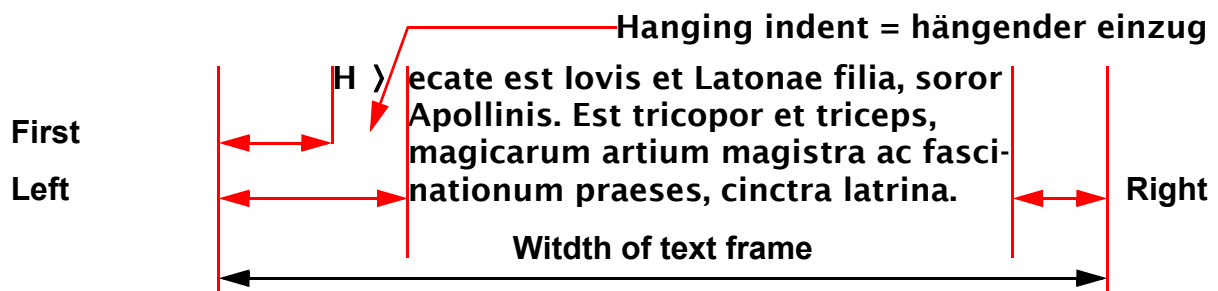 Hanging indent = hängender einzug
H 〉 ecate est Iovis et Latonae filia, soror
Apollinis. Est tricopor et triceps,
First
magicarum artium magistra ac fasci-
Left
nationum praeses, cinctra latrina.
Right
Witdth of text frame